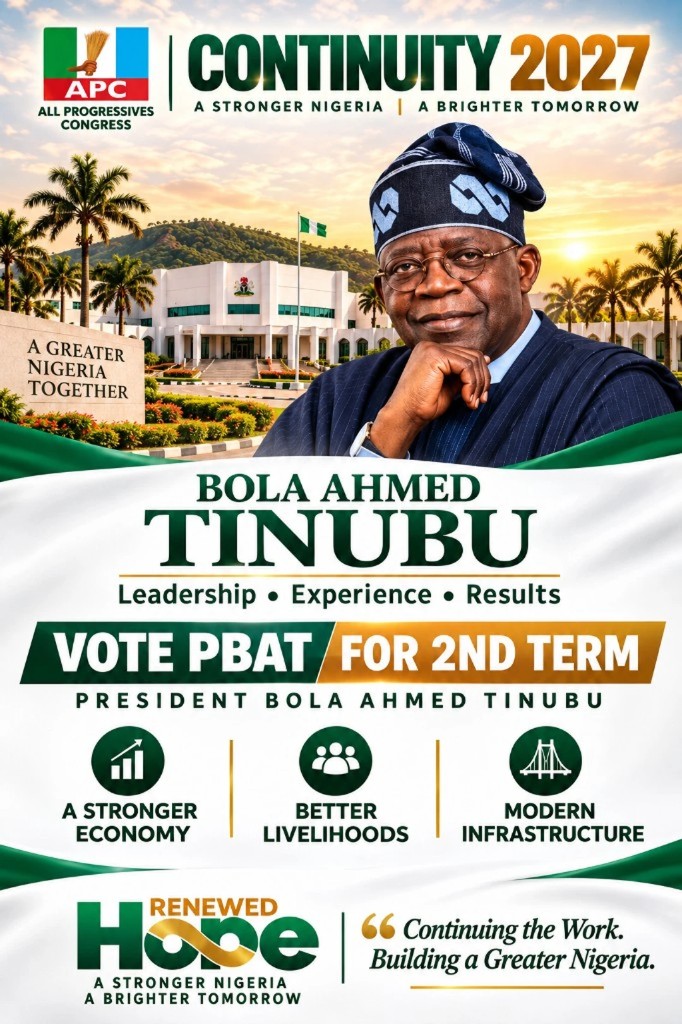 APC
ALL PROGRESSIVES
CONGRESS
CONTINUITY 2027
A STRONGER NIGERIA | A BRIGHTER TOMORROW
A GREATER
NIGERIA
TOGETHER
BOLA AHMED
TINUBU
Leadership • Experience • Results
VOTE PBAT FOR 2ND TERM
PRESIDENT BOLA AHMED TINUBU
A STRONGER
ECONOMY
BETTER
LIVELIHOODS
MODERN
INFRASTRUCTURE
RENEWED
Hope
A STRONGER NIGERIA
A BRIGHTER TOMORROW
“ Continuing the Work.
Building a Greater Nigeria.